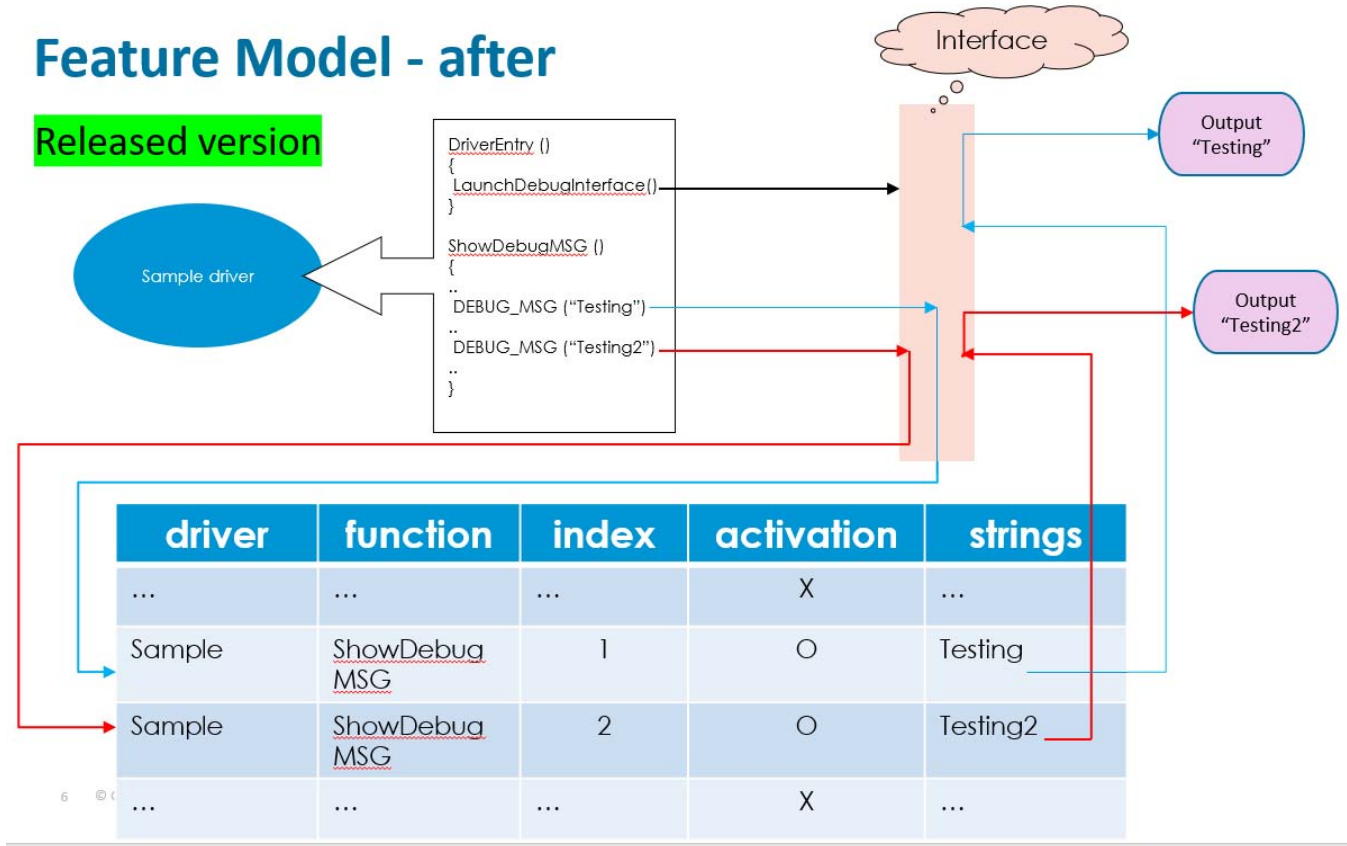 Feature Model - after
Released version
Interface
Output
“Testing”
DriverEntry ()
{
LaunchDebugInterface()
}
ShowDebugMSG ()
{
..
DEBUG_MSG (“Testing”)
..
DEBUG_MSG (“Testing2”)
..
}
Sample driver
Output
“Testing2”
driver function index activation strings
... ... ... X ...
Sample ShowDebug 1 O Testing
MSG
Sample ShowDebug 2 O Testing2
MSG
6 ©
... ... ... X ...